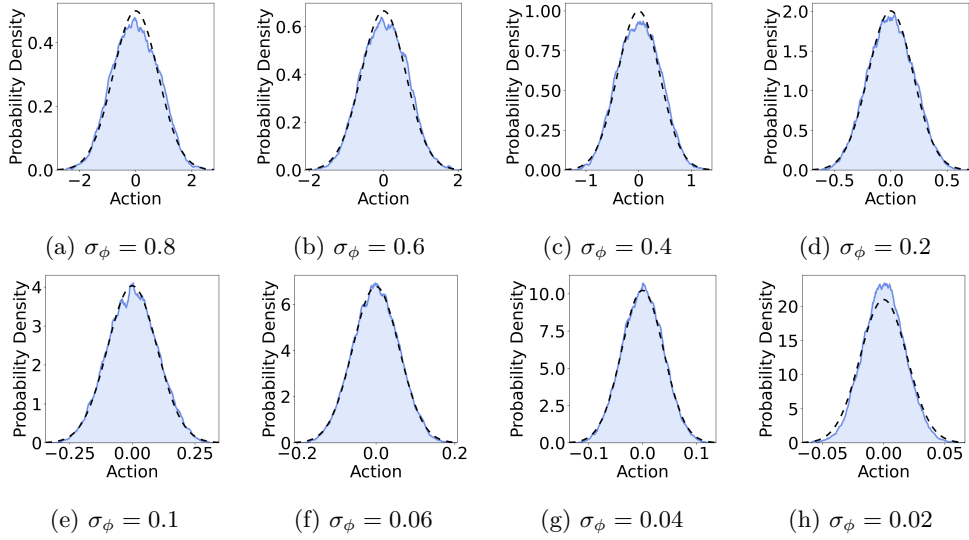 Probability Density
0.4
0.2
0.0
−2 0 2
Action
Probability Density
0.6
0.4
0.2
0.0
−2 0 2
Action
Probability Density
1.00
0.75
0.50
0.25
0.00
−1 0 1
Action
Probability Density
2.0
1.5
1.0
0.5
0.0
−0.5 0.0 0.5
Action
(a) σϕ = 0.8
(b) σϕ = 0.6
(c) σϕ = 0.4
(d) σϕ = 0.2
Probability Density
4
3
2
1
0
−0.25 0.00 0.25
Action
Probability Density
6
4
2
0
−0.2 0.0 0.2
Action
Probability Density
10.0
7.5
5.0
2.5
0.0
−0.1 0.0 0.1
Action
Probability Density
20
15
10
5
0
−0.05 0.00 0.05
Action
(e) σϕ = 0.1
(f) σϕ = 0.06
(g) σϕ = 0.04
(h) σϕ = 0.02